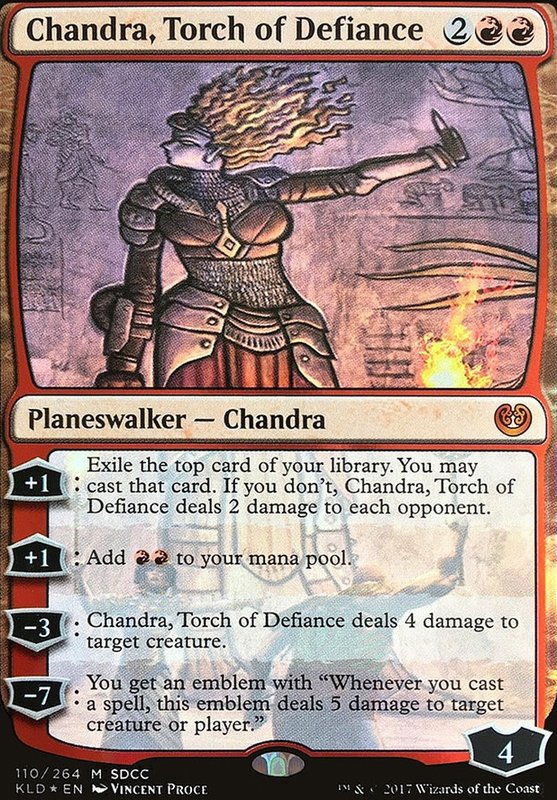 Chandra, Torch of Defiance 2
Planeswalker — Chandra
+1 : Exile the top card of your library. You may
cast that card. If you don't, Chandra, Torch of
Defiance deals 2 damage to each opponent.
+1 : Add to your mana pool.
−3 : Chandra, Torch of Defiance deals 4 damage to
target creature.
−7 : You get an emblem with “Whenever you cast
a spell, this emblem deals 5 damage to target
creature or player.”
4
110/264 M SDCC
KLD ★ EN Vincent Proce
™ & © 2017 Wizards of the Coast